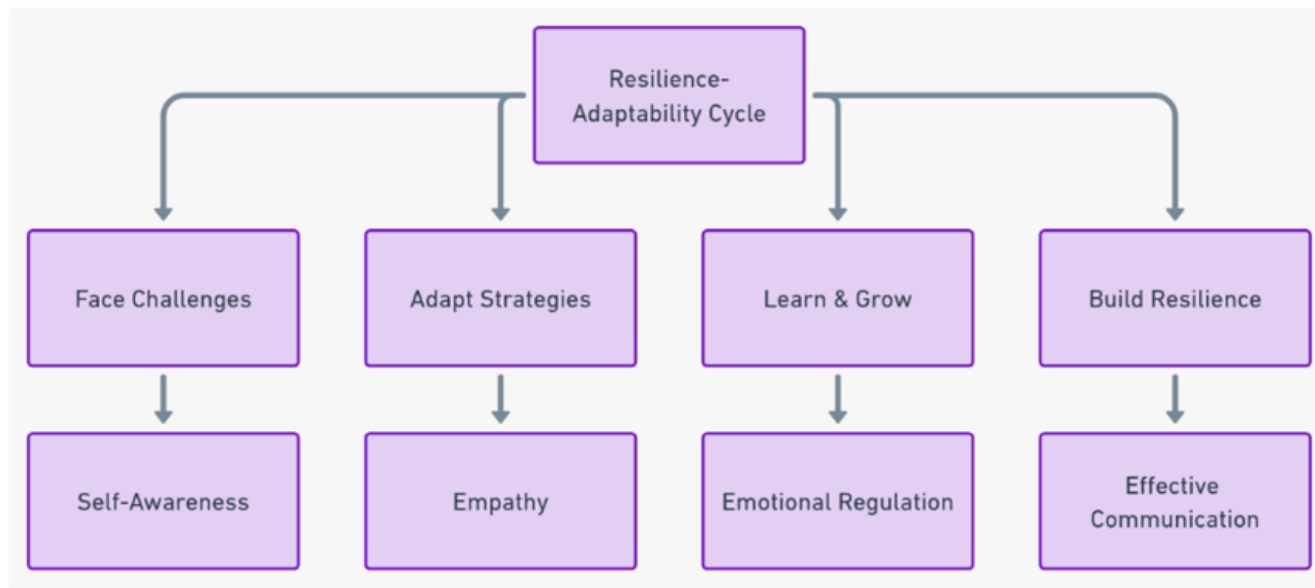 Resilience-
Adaptability Cycle
Face Challenges
Adapt Strategies
Learn & Grow
Build Resilience
Self-Awareness
Empathy
Emotional Regulation
Effective
Communication